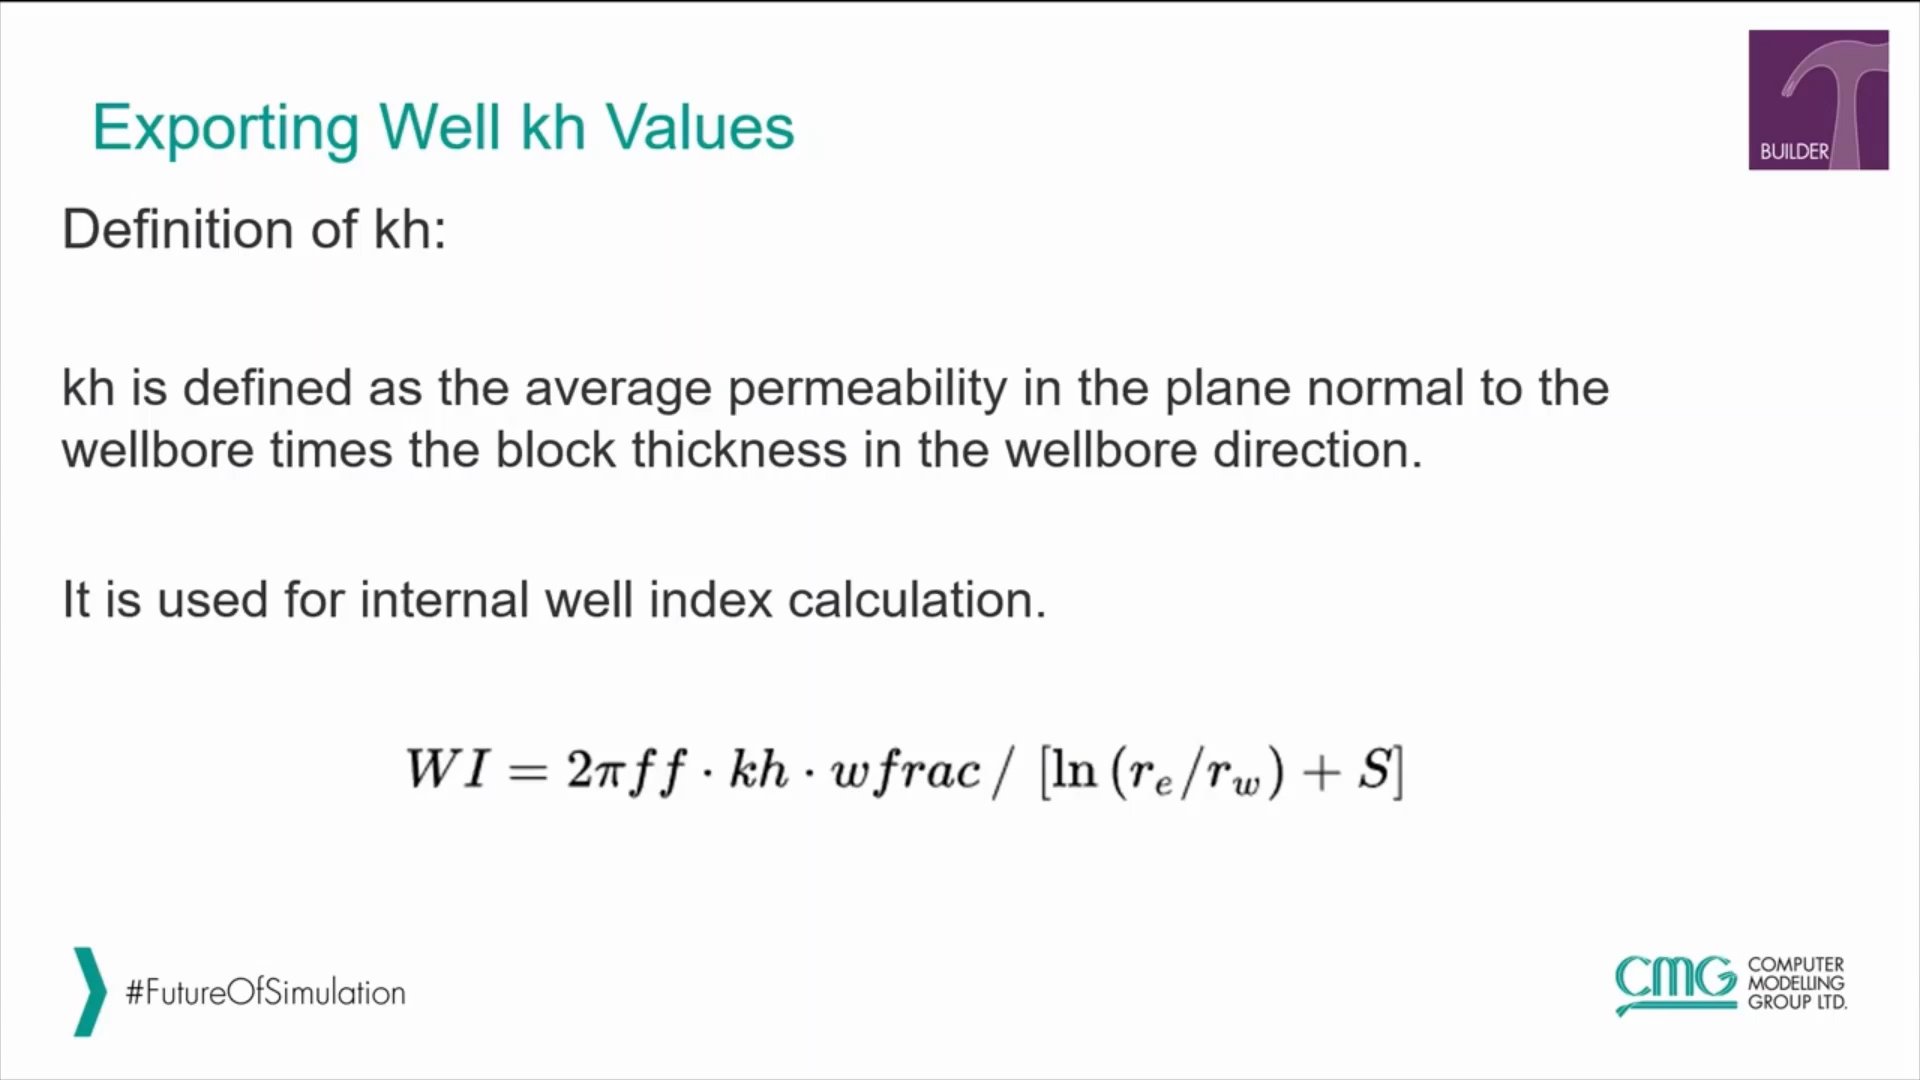 BUILDER
Exporting Well kh Values
Definition of kh:
kh is defined as the average permeability in the plane normal to the
wellbore times the block thickness in the wellbore direction.
It is used for internal well index calculation.
WI = 2πff · kh · wfrac / [ln (r_e/r_w) + S]
#FutureOfSimulation
CMG
COMPUTER
MODELLING
GROUP LTD.